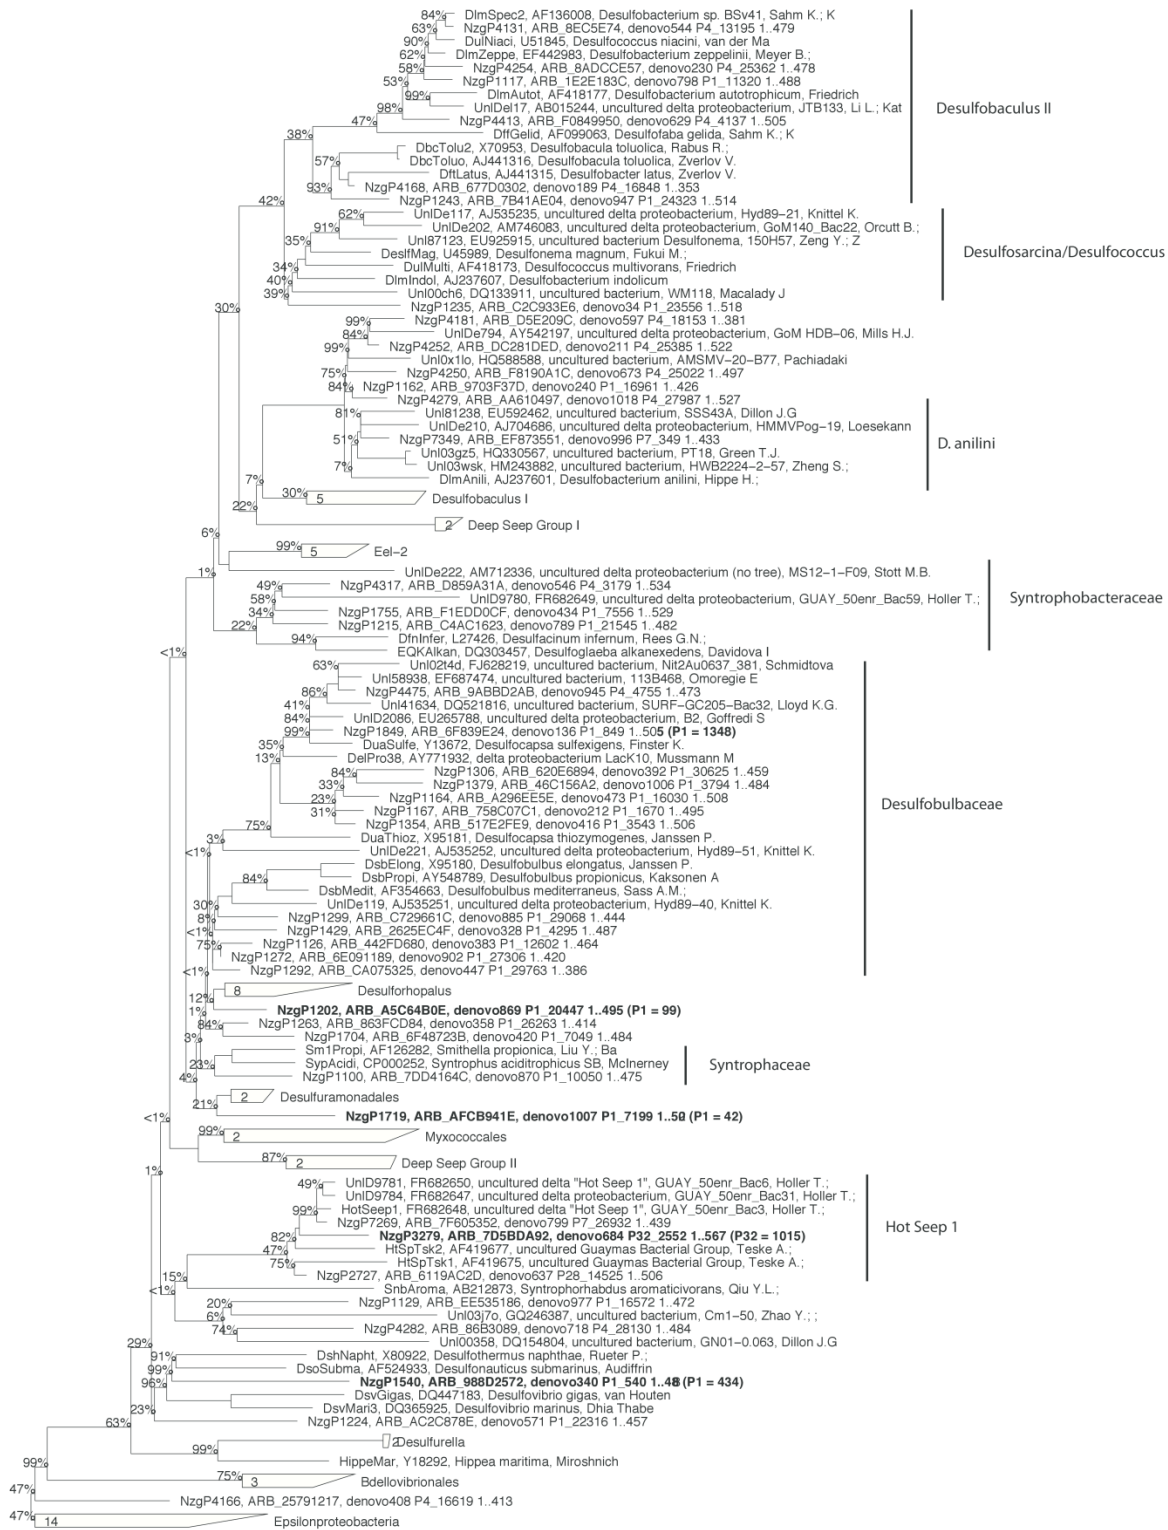 84% DlmSpec2, AF136008, Desulfobacterium sp. BSv41, Sahm K.; K
63% NzgP4131, ARB_8EC5E74, denovo544 P4_13195 1..479
90% DulNiaci, U51845, Desulfococcus niacini, van der Ma
62% DlmZeppe, EF442983, Desulfobacterium zeppelinii, Meyer B.;
58% NzgP4254, ARB_8ADCCE57, denovo230 P4_25362 1..478
53% NzgP1117, ARB_1E2E183C, denovo798 P1_11320 1..488
99% DlmAutot, AF418177, Desulfobacterium autotrophicum, Friedrich
98% UnlDel17, AB015244, uncultured delta proteobacterium, JTB133, Li L.; Kat
Desulfobaculus II
47% NzgP4413, ARB_F0849950, denovo629 P4_4137 1..505
38% DffGelid, AF099063, Desulfofaba gelida, Sahm K.; K
DbcTolu2, X70953, Desulfobacula toluolica, Rabus R.;
57% DbcToluo, AJ441316, Desulfobacula toluolica, Zverlov V.
DftLatus, AJ441315, Desulfobacter latus, Zverlov V.
93% NzgP4168, ARB_677D0302, denovo189 P4_16848 1..353
42% NzgP1243, ARB_7B41AE04, denovo947 P1_24323 1..514
62% UnlDe117, AJ535235, uncultured delta proteobacterium, Hyd89-21, Knittel K.
91% UnlDe202, AM746083, uncultured delta proteobacterium, GoM140_Bac22, Orcutt B.;
35% Unl87123, EU925915, uncultured bacterium Desulfonema, 150H57, Zeng Y.; Z
DeslfMag, U45989, Desulfonema magnum, Fukui M.;
Desulfosarcina/Desulfococcus
34% DulMulti, AF418173, Desulfococcus multivorans, Friedrich
40% DlmIndol, AJ237607, Desulfobacterium indolicum
39% Unl00ch6, DQ133911, uncultured bacterium, WM118, Macalady J
30% NzgP1235, ARB_C2C933E6, denovo34 P1_23556 1..518
99% NzgP4181, ARB_D5E209C, denovo597 P4_18153 1..381
84% UnlDe794, AY542197, uncultured delta proteobacterium, GoM HDB-06, Mills H.J.
99% NzgP4252, ARB_DC281DED, denovo211 P4_25385 1..522
Unl0x1lo, HQ588588, uncultured bacterium, AMSMV-20-B77, Pachiadaki
75% NzgP4250, ARB_F8190A1C, denovo673 P4_25022 1..497
84% NzgP1162, ARB_9703F37D, denovo240 P1_16961 1..426
NzgP4279, ARB_AA610497, denovo1018 P4_27987 1..527
81% Unl81238, EU592462, uncultured bacterium, SSS43A, Dillon J.G
UnlDe210, AJ704686, uncultured delta proteobacterium, HMMVPog-19, Loesekann
51% NzgP7349, ARB_EF873551, denovo996 P7_349 1..433
D. anilini
Unl03gz5, HQ330567, uncultured bacterium, PT18, Green T.J.
7% Unl03wsk, HM243882, uncultured bacterium, HWB2224-2-57, Zheng S.;
7% DlmAnili, AJ237601, Desulfobacterium anilini, Hippe H.;
30% 5 Desulfobaculus I
22%
2 Deep Seep Group I
6%
99% 5 Eel-2
1% UnlDe222, AM712336, uncultured delta proteobacterium (no tree), MS12-1-F09, Stott M.B.
49% NzgP4317, ARB_D859A31A, denovo546 P4_3179 1..534
58% UnlD9780, FR682649, uncultured delta proteobacterium, GUAY_50enr_Bac59, Holler T.;
Syntrophobacteraceae
34% NzgP1755, ARB_F1EDD0CF, denovo434 P1_7556 1..529
22% NzgP1215, ARB_C4AC1623, denovo789 P1_21545 1..482
94% DfnInfer, L27426, Desulfacinum infernum, Rees G.N.;
<1% EQKAlkan, DQ303457, Desulfoglaeba alkanexedens, Davidova I
63% Unl02t4d, FJ628219, uncultured bacterium, Nit2Au0637_381, Schmidtova
Unl58938, EF687474, uncultured bacterium, 113B468, Omoregie E
86% NzgP4475, ARB_9ABBD2AB, denovo945 P4_4755 1..473
41% Unl41634, DQ521816, uncultured bacterium, SURF-GC205-Bac32, Lloyd K.G.
84% UnlD2086, EU265788, uncultured delta proteobacterium, B2, Goffredi S
99% NzgP1849, ARB_6F839E24, denovo136 P1_849 1..505 (P1 = 1348)
35% DuaSulfe, Y13672, Desulfocapsa sulfexigens, Finster K.
13% DelPro38, AY771932, delta proteobacterium LacK10, Mussmann M
84% NzgP1306, ARB_620E6894, denovo392 P1_30625 1..459
33% NzgP1379, ARB_46C156A2, denovo1006 P1_3794 1..484
23% NzgP1164, ARB_A296EE5E, denovo473 P1_16030 1..508
Desulfobulbaceae
31% NzgP1167, ARB_758C07C1, denovo212 P1_1670 1..495
75% NzgP1354, ARB_517E2FE9, denovo416 P1_3543 1..506
3% DuaThioz, X95181, Desulfocapsa thiozymogenes, Janssen P.
<1% UnlDe221, AJ535252, uncultured delta proteobacterium, Hyd89-51, Knittel K.
DsbElong, X95180, Desulfobulbus elongatus, Janssen P.
84% DsbPropi, AY548789, Desulfobulbus propionicus, Kaksonen A
DsbMedit, AF354663, Desulfobulbus mediterraneus, Sass A.M.;
30% UnlDe119, AJ535251, uncultured delta proteobacterium, Hyd89-40, Knittel K.
8% NzgP1299, ARB_C729661C, denovo885 P1_29068 1..444
<1% NzgP1429, ARB_2625EC4F, denovo328 P1_4295 1..487
75% NzgP1126, ARB_442FD680, denovo383 P1_12602 1..464
NzgP1272, ARB_6E091189, denovo902 P1_27306 1..420
<1% NzgP1292, ARB_CA075325, denovo447 P1_29763 1..386
12% 8 Desulforhopalus
1% NzgP1202, ARB_A5C64B0E, denovo869 P1_20447 1..495 (P1 = 99)
84% NzgP1263, ARB_863FCD84, denovo358 P1_26263 1..414
3% NzgP1704, ARB_6F48723B, denovo420 P1_7049 1..484
Sm1Propi, AF126282, Smithella propionica, Liu Y.; Ba
23% SypAcidi, CP000252, Syntrophus aciditrophicus SB, McInerney
Syntrophaceae
4% NzgP1100, ARB_7DD4164C, denovo870 P1_10050 1..475
21% 2 Desulfuramonadales
<1% NzgP1719, ARB_AFCB941E, denovo1007 P1_7199 (P1 = 42)
99% 2 Myxococcales
87% 2 Deep Seep Group II
1%
49% UnlD9781, FR682650, uncultured delta "Hot Seep 1", GUAY_50enr_Bac6, Holler T.;
UnlD9784, FR682647, uncultured delta proteobacterium, GUAY_50enr_Bac31, Holler T.;
99% HotSeep1, FR682648, uncultured delta "Hot Seep 1", GUAY_50enr_Bac3, Holler T.;
NzgP7269, ARB_7F605352, denovo799 P7_26932 1..439
Hot Seep 1
82% NzgP3279, ARB_7D5BDA92, denovo684 P32_2552 1..567 (P32 = 1015)
47% HtSpTsk2, AF419677, uncultured Guaymas Bacterial Group, Teske A.;
75% HtSpTsk1, AF419675, uncultured Guaymas Bacterial Group, Teske A.;
15% NzgP2727, ARB_6119AC2D, denovo637 P28_14525 1..506
<1% SnbAroma, AB212873, Syntrophorhabdus aromaticivorans, Qiu Y.L.;
20% NzgP1129, ARB_EE535186, denovo977 P1_16572 1..472
6% Unl03j7o, GQ246387, uncultured bacterium, Cm1-50, Zhao Y.; ;
74% NzgP4282, ARB_86B3089, denovo718 P4_28130 1..484
29% Unl00358, DQ154804, uncultured bacterium, GN01-0.063, Dillon J.G
91% DshNapht, X80922, Desulfothermus naphthae, Rueter P.;
99% DsoSubma, AF524933, Desulfonauticus submarinus, Audiffrin
96% NzgP1540, ARB_988D2572, denovo340 P1_540 (P1 = 434)
DsvGigas, DQ447183, Desulfovibrio gigas, van Houten
23% DsvMari3, DQ365925, Desulfovibrio marinus, Dhia Thabe
63% NzgP1224, ARB_AC2C878E, denovo571 P1_22316 1..457
99% 2 Desulfurella
99% HippeMar, Y18292, Hippea maritima, Miroshnich
75% 3 Bdellovibrionales
47% NzgP4166, ARB_25791217, denovo408 P4_16619 1..413
47% 14 Epsilonproteobacteria